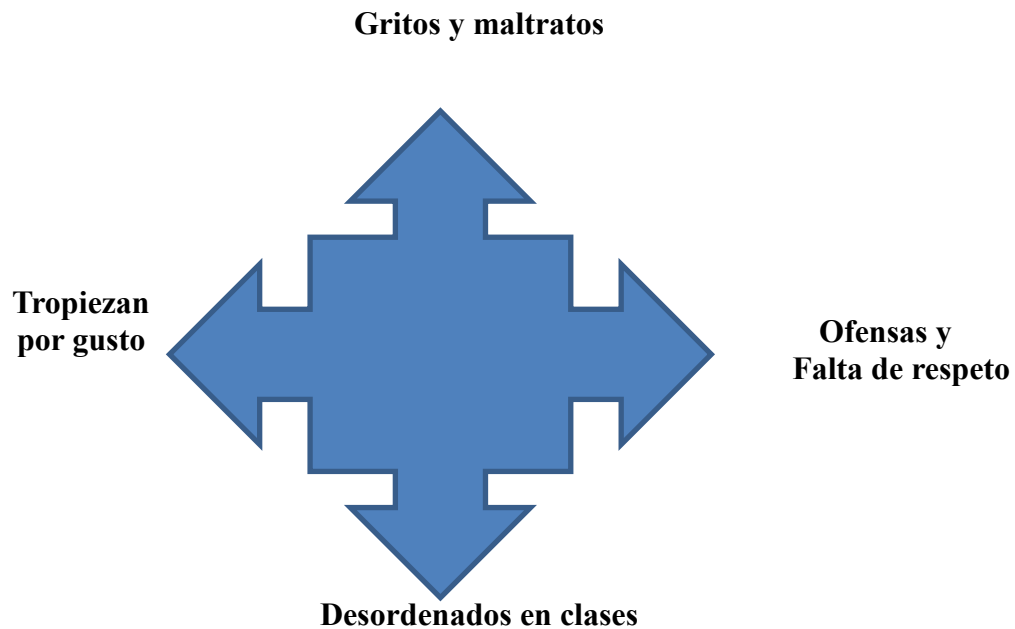 Gritos y maltratos
Tropiezan
por gusto
Ofensas y
Falta de respeto
Desordenados en clases